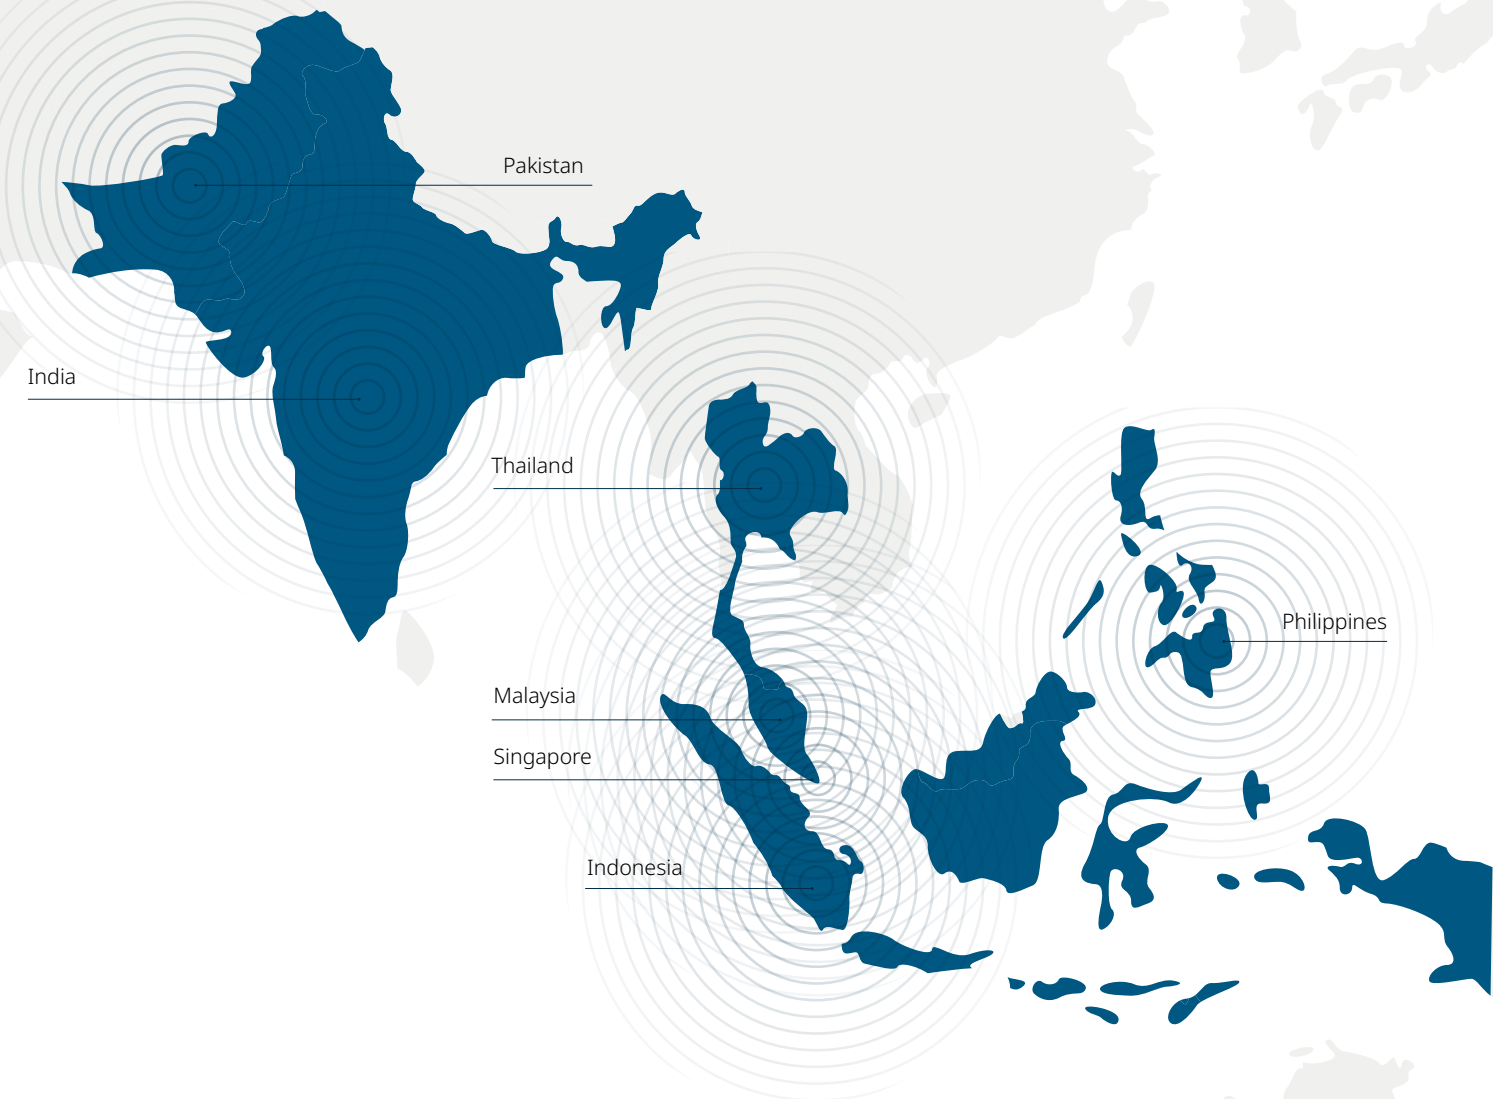 Pakistan
India
Thailand
Philippines
Malaysia
Singapore
Indonesia